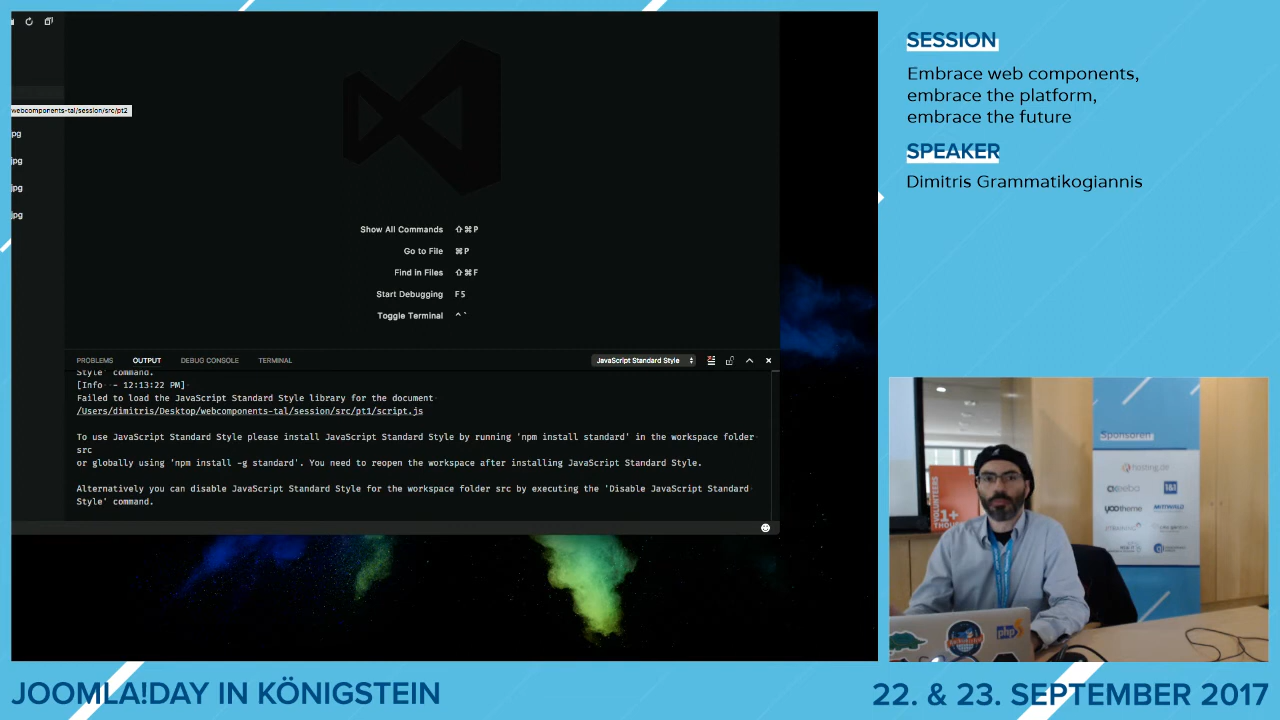 webcomponents-tal/session/src/pt2
pg
jpg
pg
jpg
Show All Commands ⇧⌘P
Go to File ⌘P
Find in Files ⇧⌘F
Start Debugging F5
Toggle Terminal ^`
PROBLEMS OUTPUT DEBUG CONSOLE TERMINAL JavaScript Standard Style
Style' command.
[Info - 12:13:22 PM]
Failed to load the JavaScript Standard Style library for the document
/Users/dimitris/Desktop/webcomponents-tal/session/src/pt1/script.js
To use JavaScript Standard Style please install JavaScript Standard Style by running 'npm install standard' in the workspace folder
src
or globally using 'npm install -g standard'. You need to reopen the workspace after installing JavaScript Standard Style.
Alternatively you can disable JavaScript Standard Style for the workspace folder src by executing the 'Disable JavaScript Standard
Style' command.
SESSION
Embrace web components,
embrace the platform,
embrace the future
SPEAKER
Dimitris Grammatikogiannis
Sponsoren
hosting.de
1&1
yootheme
MITTWALD
VOLUNTEERS
1+
php
JOOMLA!DAY IN KÖNIGSTEIN
22. & 23. SEPTEMBER 2017